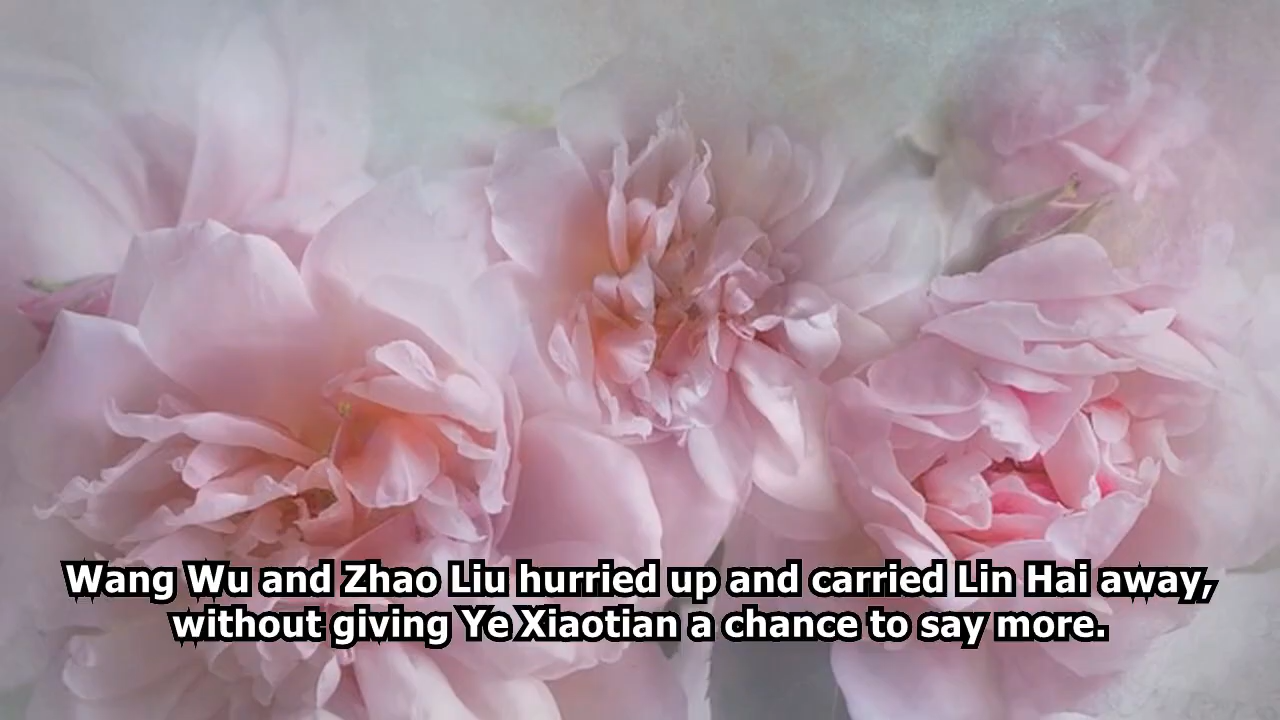 Wang Wu and Zhao Liu hurried up and carried Lin Hai away,
without giving Ye Xiaotian a chance to say more.